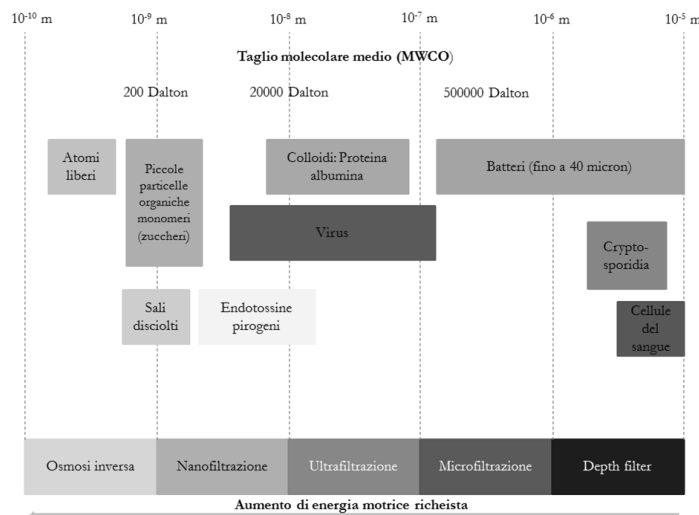 10⁻¹⁰ m 10⁻⁹ m 10⁻⁸ m 10⁻⁷ m 10⁻⁶ m 10⁻⁵ m
Taglio molecolare medio (MWCO)
200 Dalton 20000 Dalton 500000 Dalton
Atomi
liberi
Piccole
particelle
organiche
monomeri
(zuccheri)
Colloidi: Proteina
albumina
Batteri (fino a 40 micron)
Virus
Crypto-
sporidia
Sali
disciolti
Endotossine
pirogeni
Cellule
del
sangue
Osmosi inversa Nanofiltrazione Ultrafiltrazione Microfiltrazione Depth filter
Aumento di energia motrice richeista